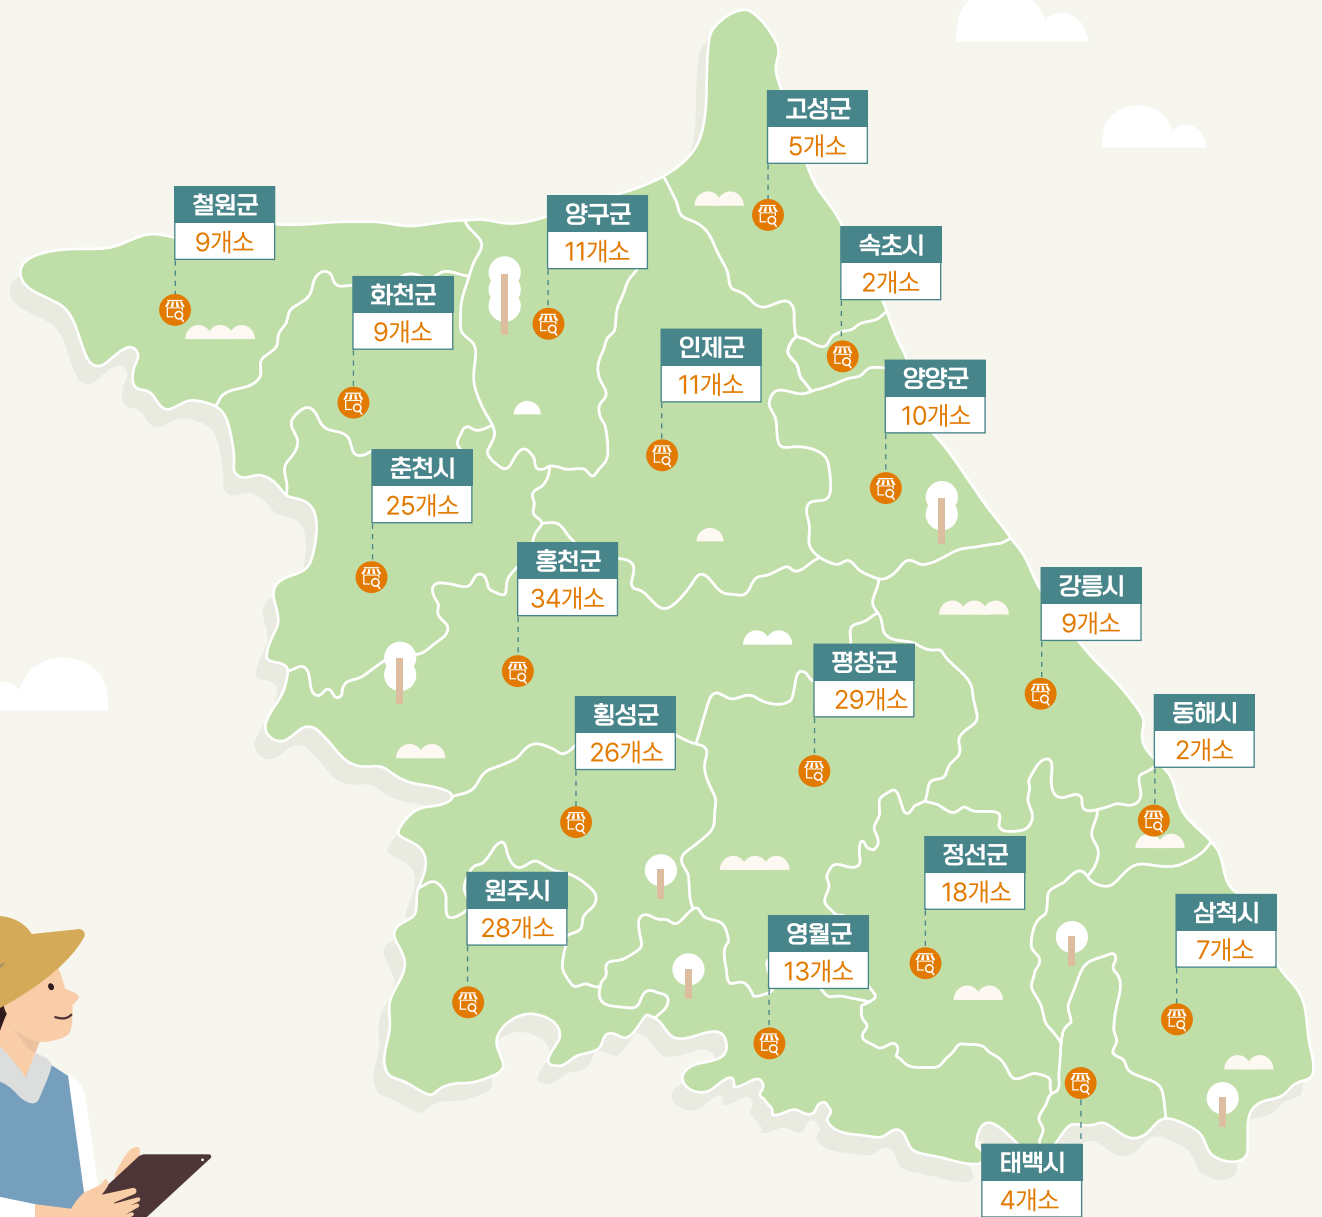 고성군
5개소
철원군
9개소
양구군
11개소
속초시
2개소
화천군
9개소
인제군
11개소
양양군
10개소
춘천시
25개소
홍천군
34개소
강릉시
9개소
평창군
29개소
횡성군
26개소
동해시
2개소
정선군
18개소
원주시
28개소
삼척시
7개소
영월군
13개소
태백시
4개소